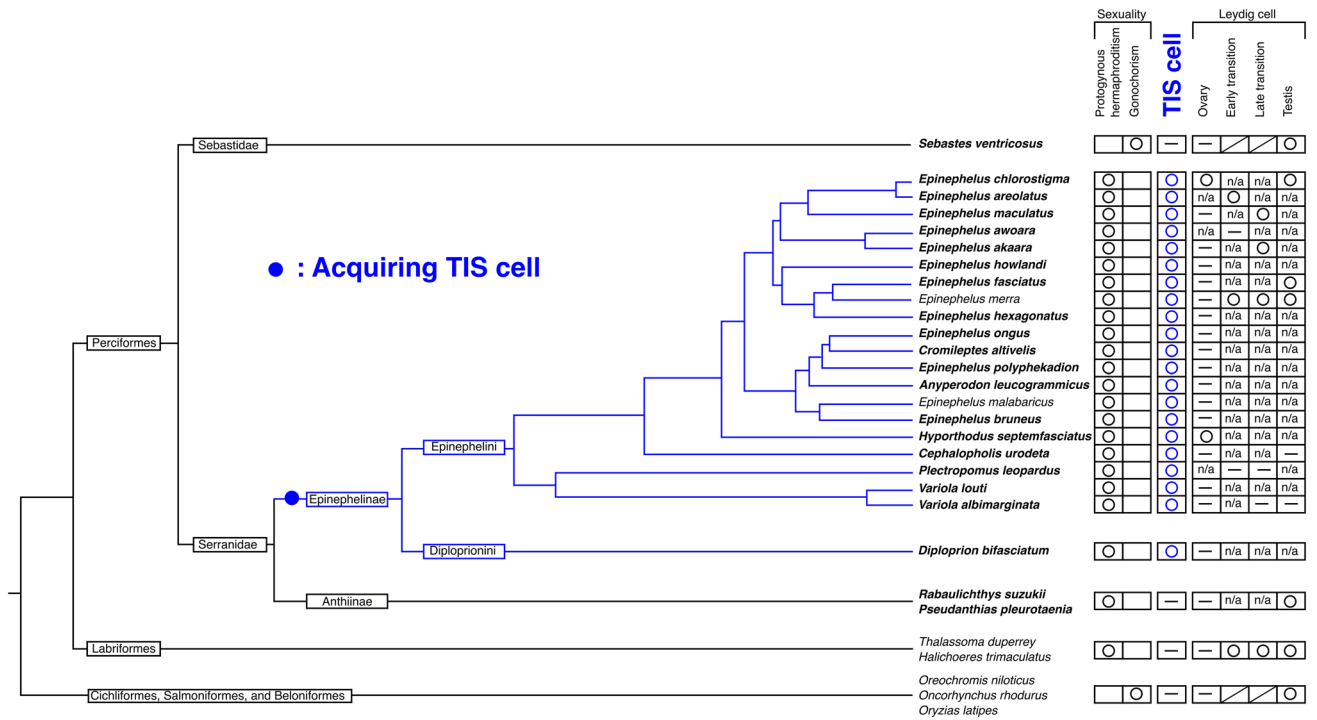 Sexuality
Leydig cell
Protogynous
hermaphroditism
Gonochorism
TIS cell
Ovary
Early transition
Late transition
Testis
Sebastidae
Sebastes ventricosus — —
Epinephelus chlorostigma n/a n/a
Epinephelus areolatus n/a n/a n/a
Epinephelus maculatus — n/a n/a
● : Acquiring TIS cell
Epinephelus awoara n/a — n/a n/a
Epinephelus akaara — n/a n/a
Epinephelus howlandi — n/a n/a n/a
Epinephelus fasciatus — n/a n/a
Epinephelus merra —
Epinephelus hexagonatus — n/a n/a n/a
Epinephelus ongus — n/a n/a n/a
Perciformes
Cromileptes altivelis — n/a n/a n/a
Epinephelus polyphekadion — n/a n/a n/a
Anyperodon leucogrammicus — n/a n/a n/a
Epinephelus malabaricus — n/a n/a n/a
Epinephelus bruneus — n/a n/a n/a
Hyporthodus septemfasciatus n/a n/a n/a
Epinephelini
Cephalopholis urodeta — n/a n/a —
Plectropomus leopardus n/a — — n/a
Variola louti — n/a n/a n/a
Epinephelinae
Variola albimarginata — n/a — —
Serranidae
Diploprionini
Diploprion bifasciatum — n/a n/a n/a
Anthiinae
Rabaulichthys suzukii
Pseudanthias pleurotaenia — — n/a n/a
Labriformes
Thalassoma duperrey
Halichoeres trimaculatus — —
Cichliformes, Salmoniformes, and Beloniformes
Oreochromis niloticus
Oncorhynchus rhodurus — —
Oryzias latipes